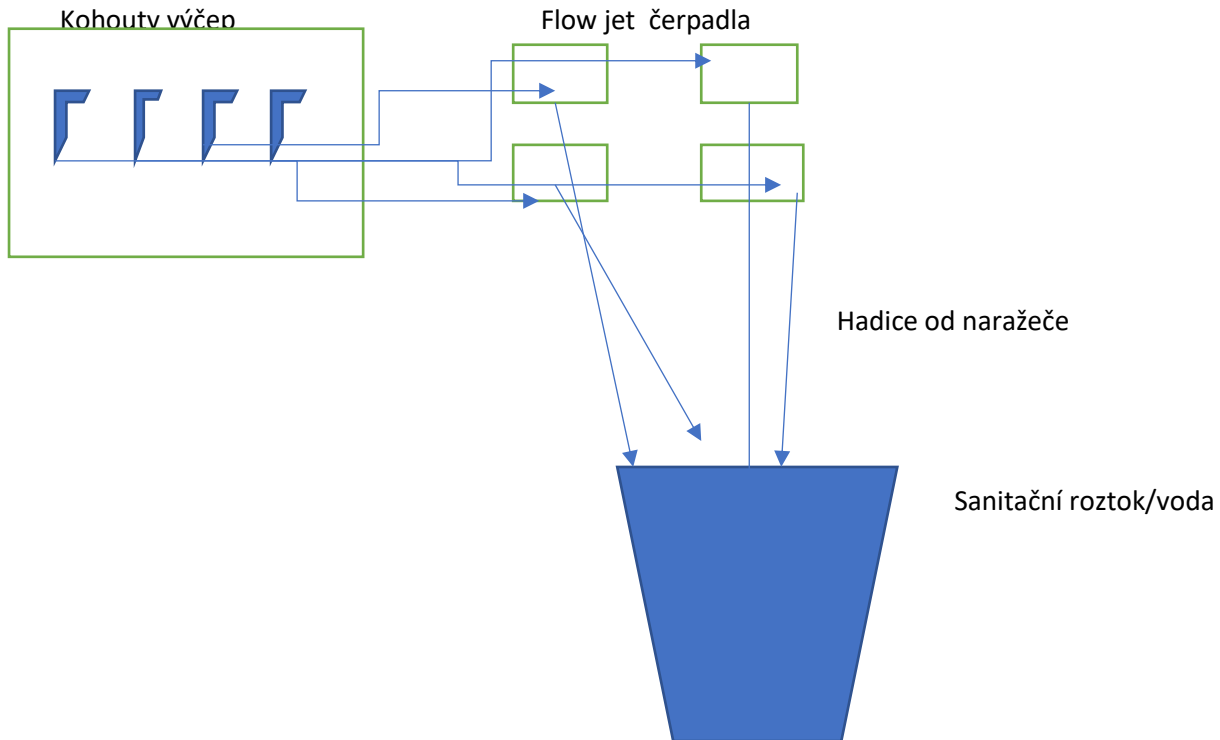 Kohouty výčep
Flow jet  čerpadla
Hadice od naražeče
Sanitační roztok/voda